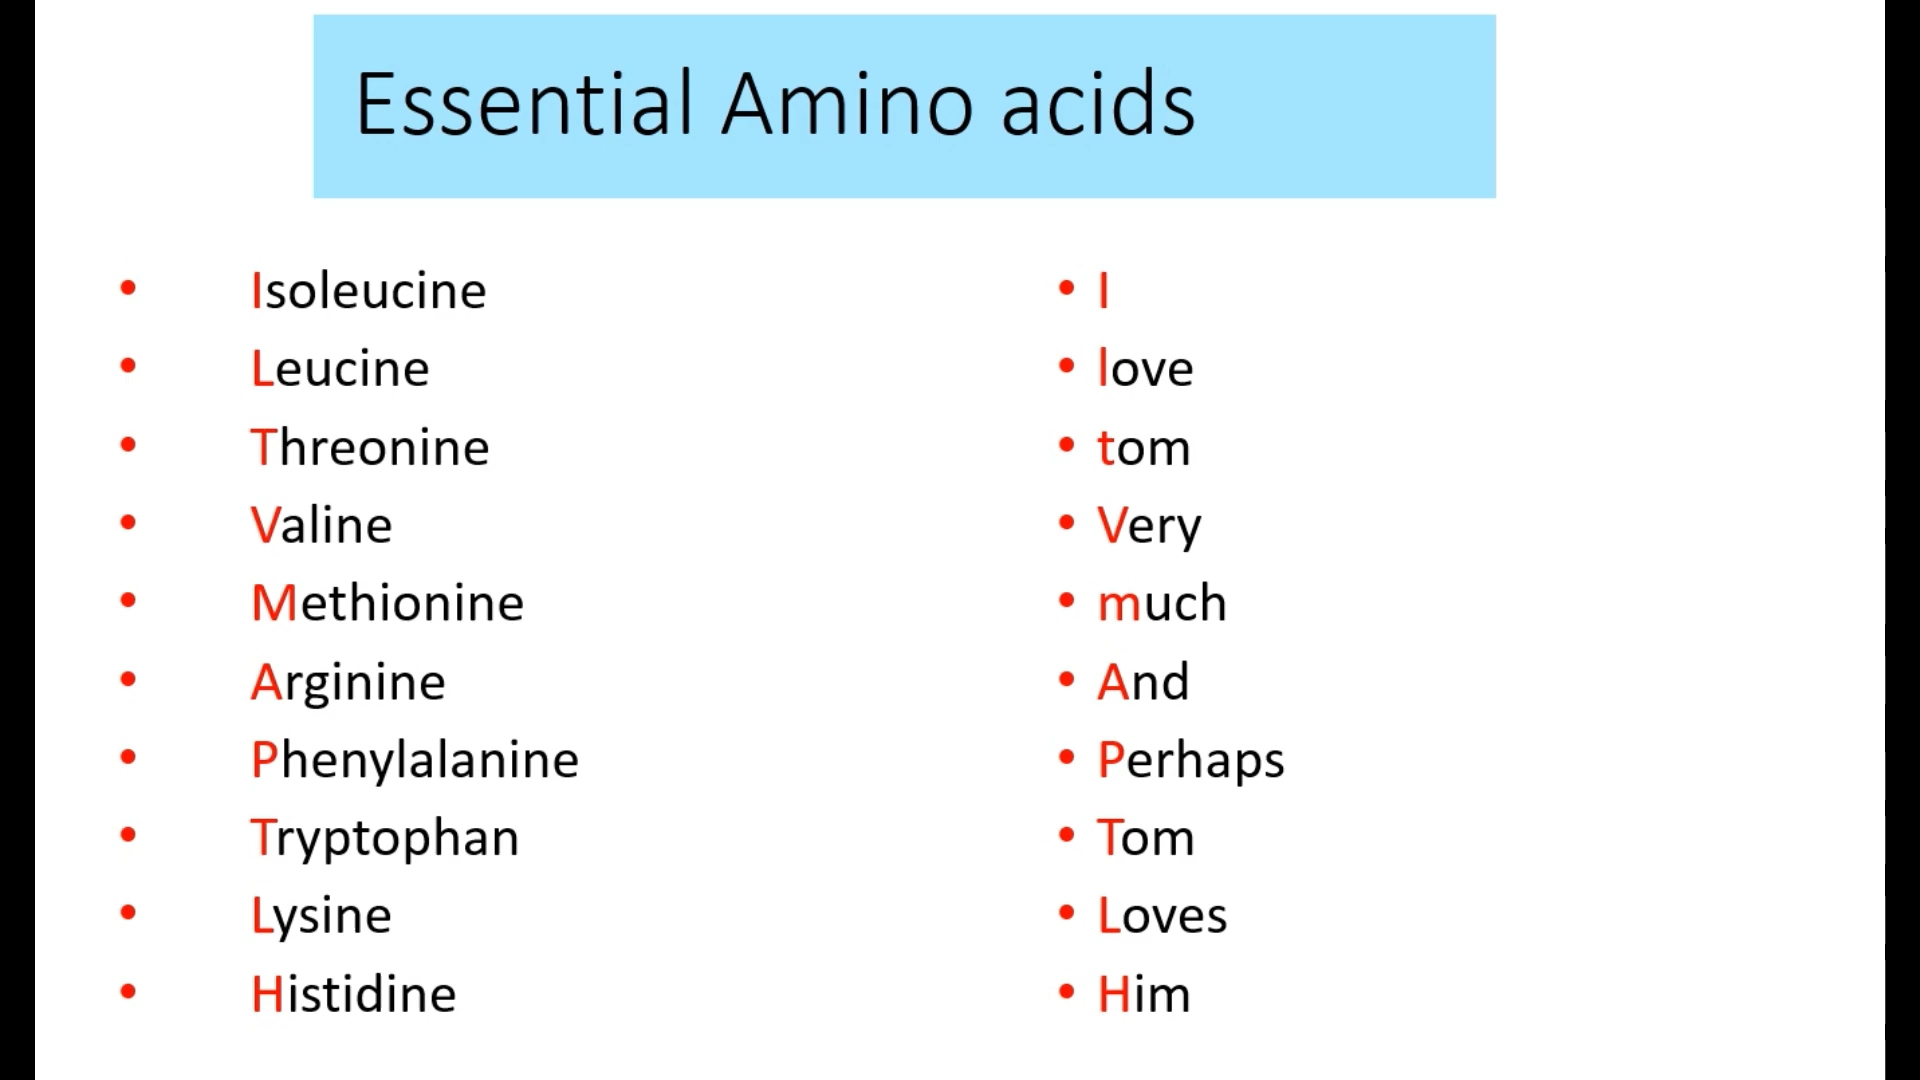 Essential Amino acids
• Isoleucine
• Leucine
• Threonine
• Valine
• Methionine
• Arginine
• Phenylalanine
• Tryptophan
• Lysine
• Histidine
• I
• love
• tom
• Very
• much
• And
• Perhaps
• Tom
• Loves
• Him